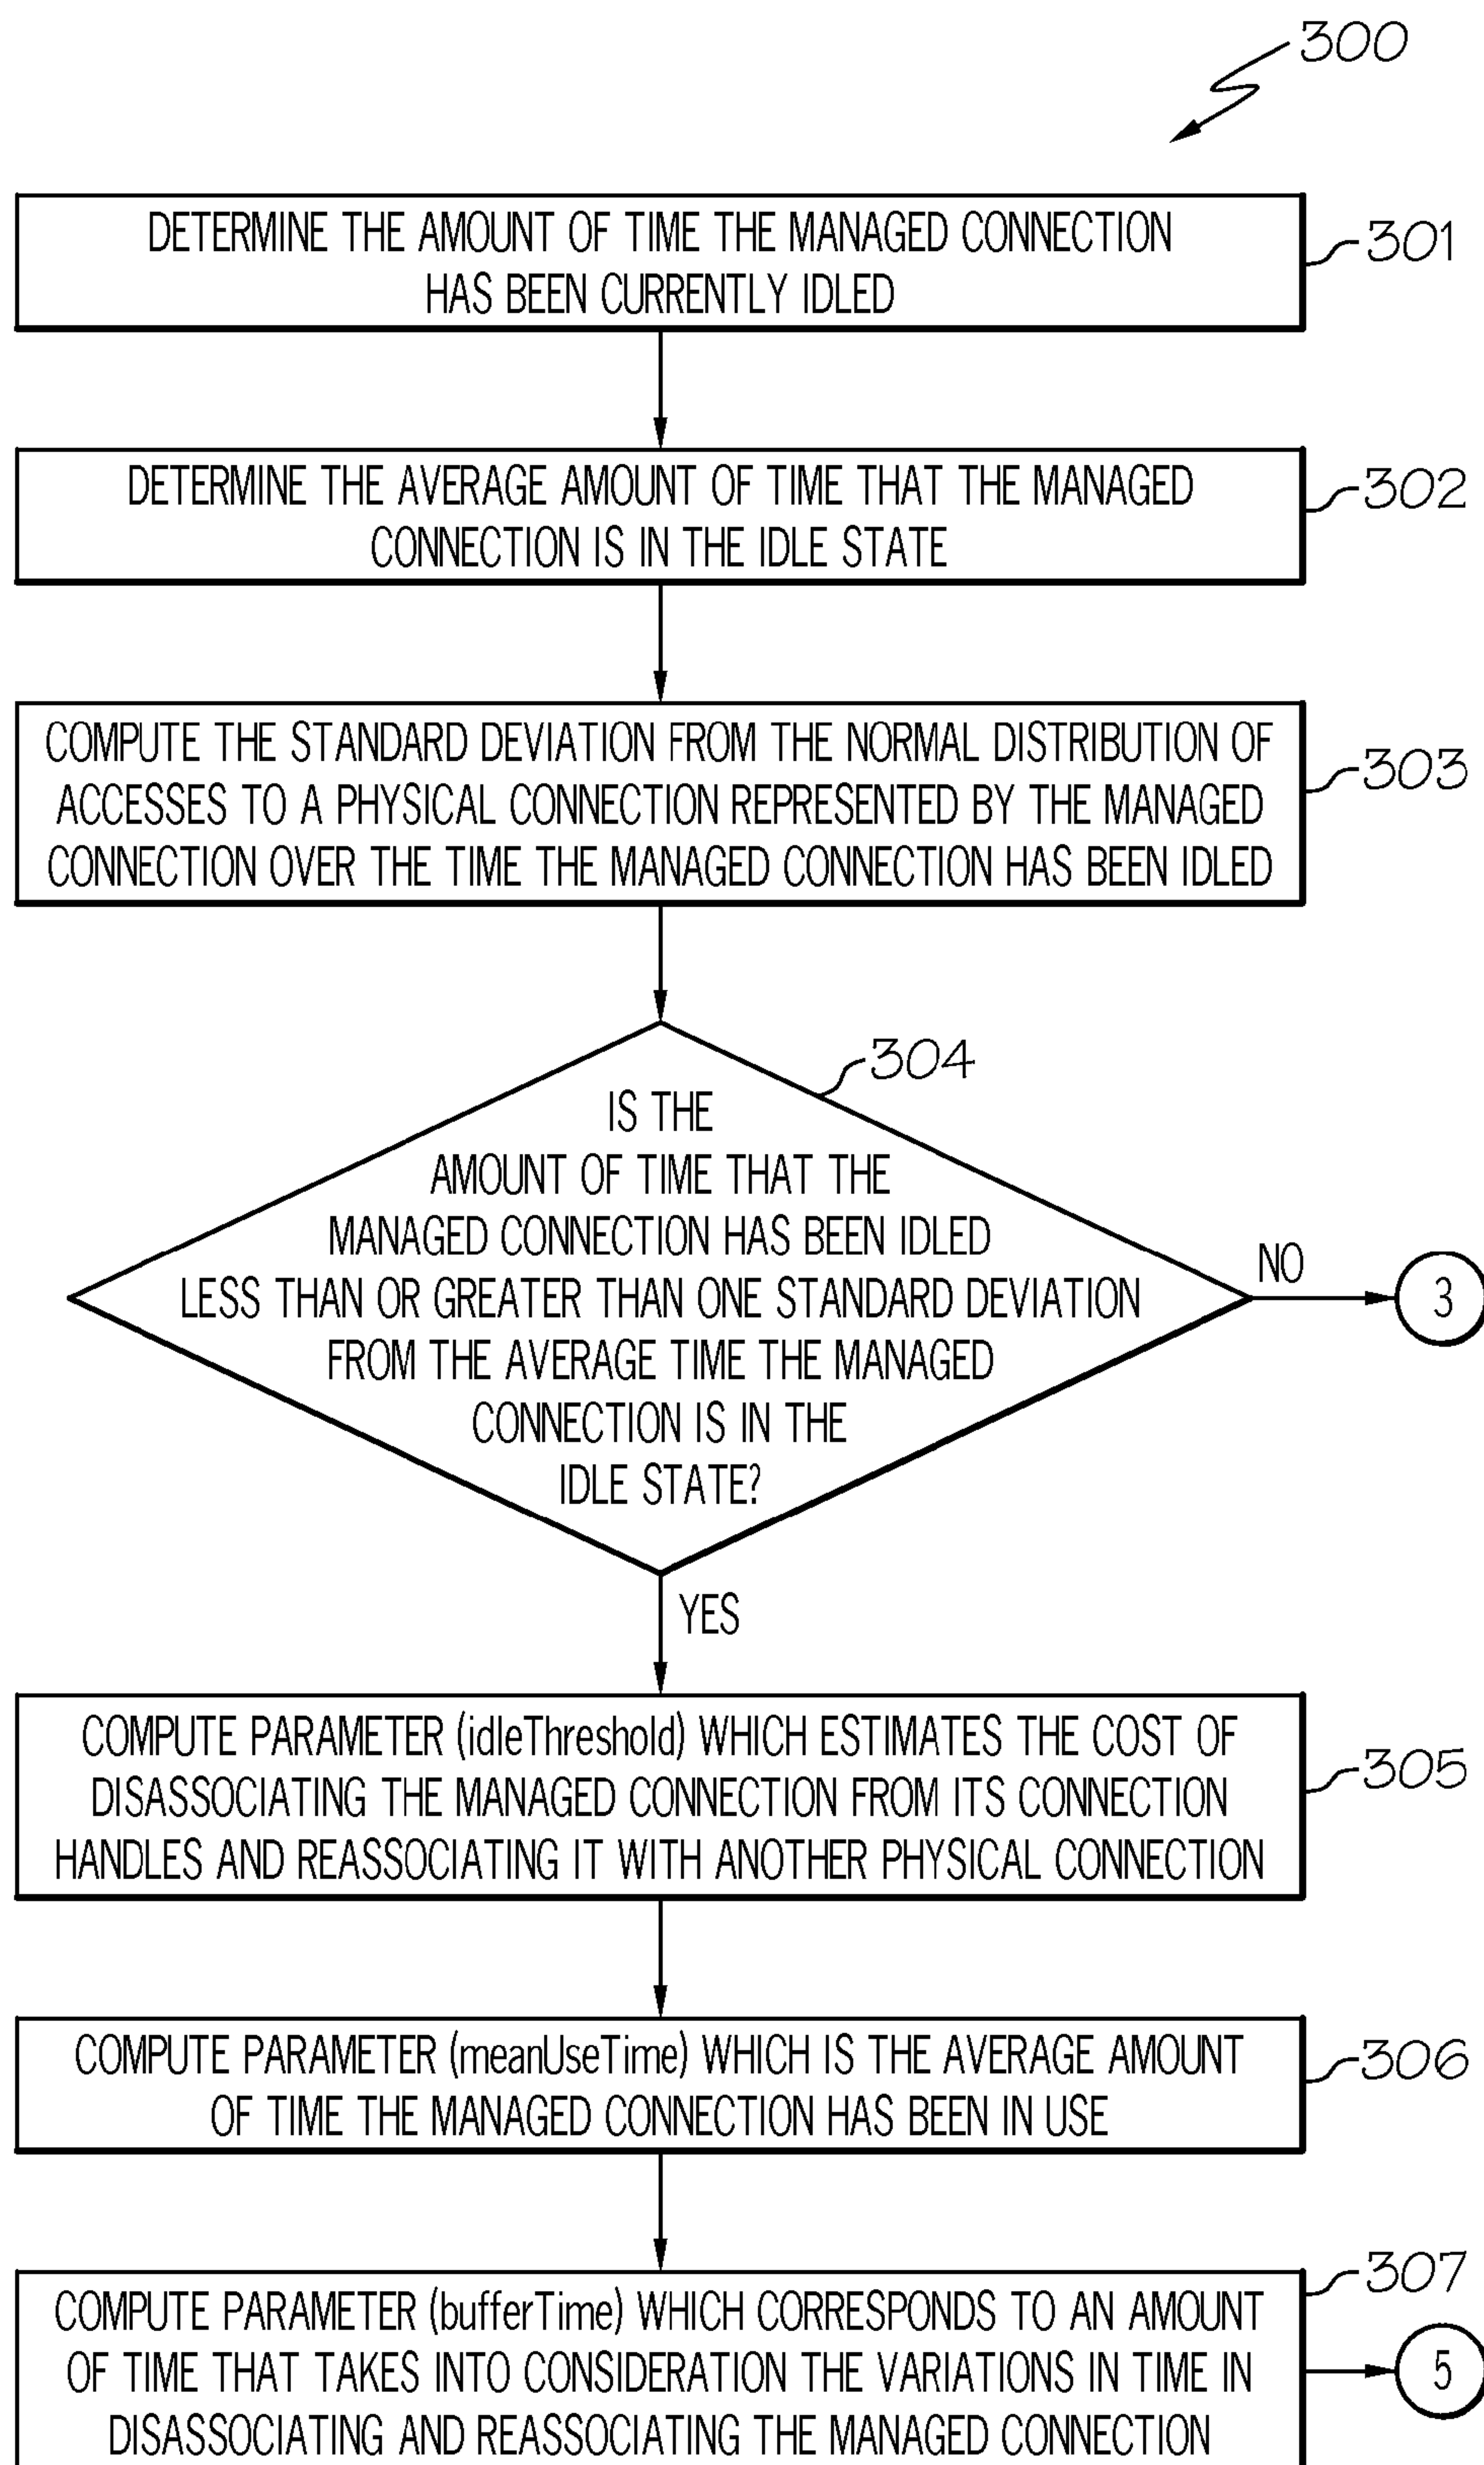 300
DETERMINE THE AMOUNT OF TIME THE MANAGED CONNECTION
HAS BEEN CURRENTLY IDLED
301
DETERMINE THE AVERAGE AMOUNT OF TIME THAT THE MANAGED
CONNECTION IS IN THE IDLE STATE
302
COMPUTE THE STANDARD DEVIATION FROM THE NORMAL DISTRIBUTION OF
ACCESSES TO A PHYSICAL CONNECTION REPRESENTED BY THE MANAGED
CONNECTION OVER THE TIME THE MANAGED CONNECTION HAS BEEN IDLED
303
304
IS THE
AMOUNT OF TIME THAT THE
MANAGED CONNECTION HAS BEEN IDLED
LESS THAN OR GREATER THAN ONE STANDARD DEVIATION
FROM THE AVERAGE TIME THE MANAGED
CONNECTION IS IN THE
IDLE STATE?
NO
3
YES
COMPUTE PARAMETER (idleThreshold) WHICH ESTIMATES THE COST OF
DISASSOCIATING THE MANAGED CONNECTION FROM ITS CONNECTION
HANDLES AND REASSOCIATING IT WITH ANOTHER PHYSICAL CONNECTION
305
COMPUTE PARAMETER (meanUseTime) WHICH IS THE AVERAGE AMOUNT
OF TIME THE MANAGED CONNECTION HAS BEEN IN USE
306
307
COMPUTE PARAMETER (bufferTime) WHICH CORRESPONDS TO AN AMOUNT
OF TIME THAT TAKES INTO CONSIDERATION THE VARIATIONS IN TIME IN
DISASSOCIATING AND REASSOCIATING THE MANAGED CONNECTION
5